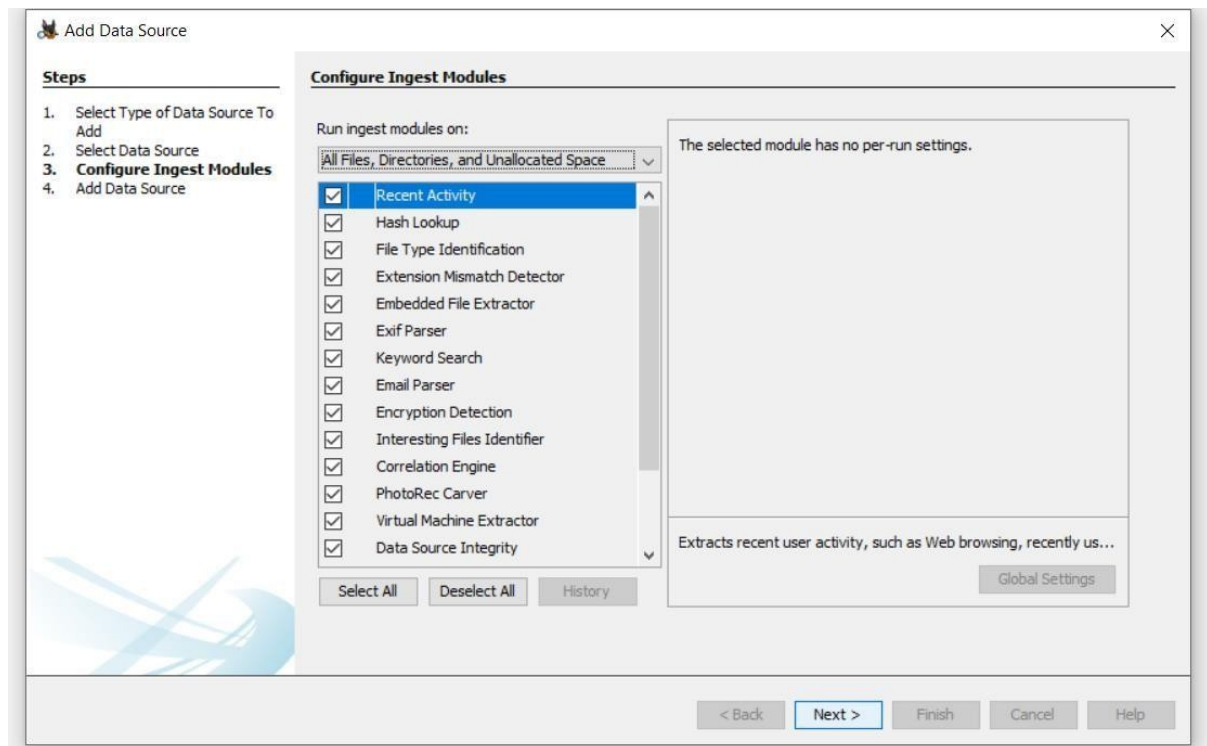 Add Data Source
Steps
1. Select Type of Data Source To
Add
2. Select Data Source
3. Configure Ingest Modules
4. Add Data Source
Configure Ingest Modules
Run ingest modules on:
All Files, Directories, and Unallocated Space
Recent Activity
Hash Lookup
File Type Identification
Extension Mismatch Detector
Embedded File Extractor
Exif Parser
Keyword Search
Email Parser
Encryption Detection
Interesting Files Identifier
Correlation Engine
PhotoRec Carver
Virtual Machine Extractor
Data Source Integrity
Select All Deselect All History
The selected module has no per-run settings.
Extracts recent user activity, such as Web browsing, recently us...
Global Settings
< Back Next > Finish Cancel Help